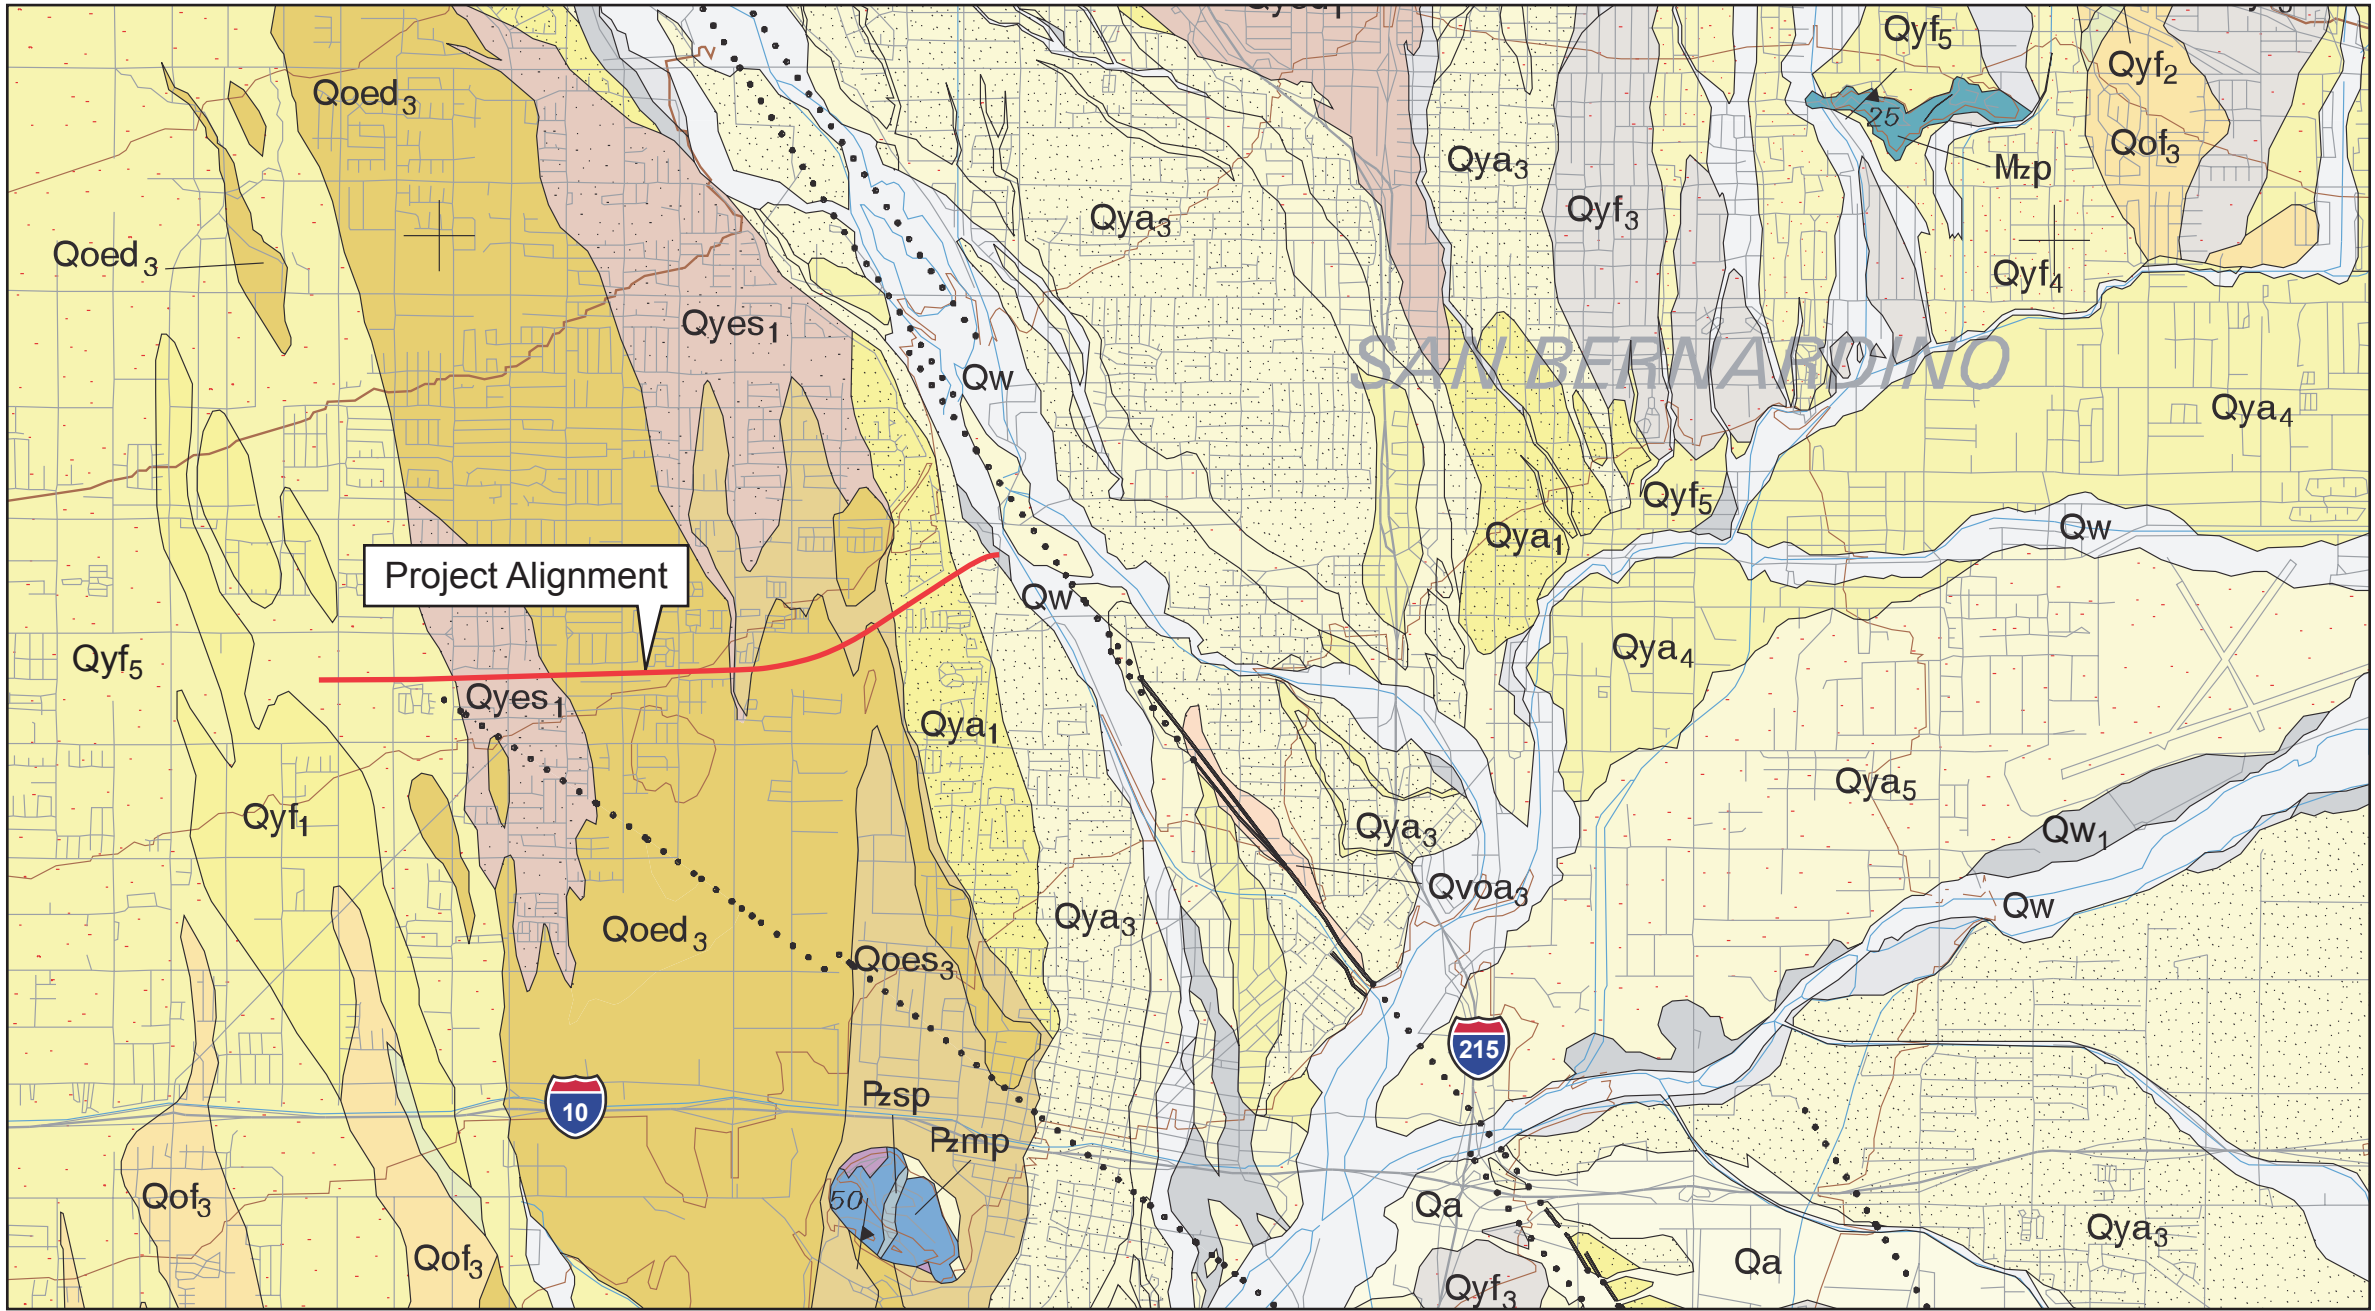 Qyf5
Qyf2
Qoed3
25
Qof3
Qya3
Mzp
Qya3
Qyf3
Qoed3
Qyf4
Qyes1
SAN BERNARDINO
Qw
Qya4
Qyf5
Qw
Qya1
Project Alignment
Qw
Qya4
Qyf5
Qyes1
Qya1
Qya5
Qyf1
Qya3
Qw1
Qvoa3
Qw
Qya3
Qoed3
Qoes3
215
Pzsp
10
Pzmp
Qof3
50
Qa
Qya3
Qof3
Qa
Qyf3